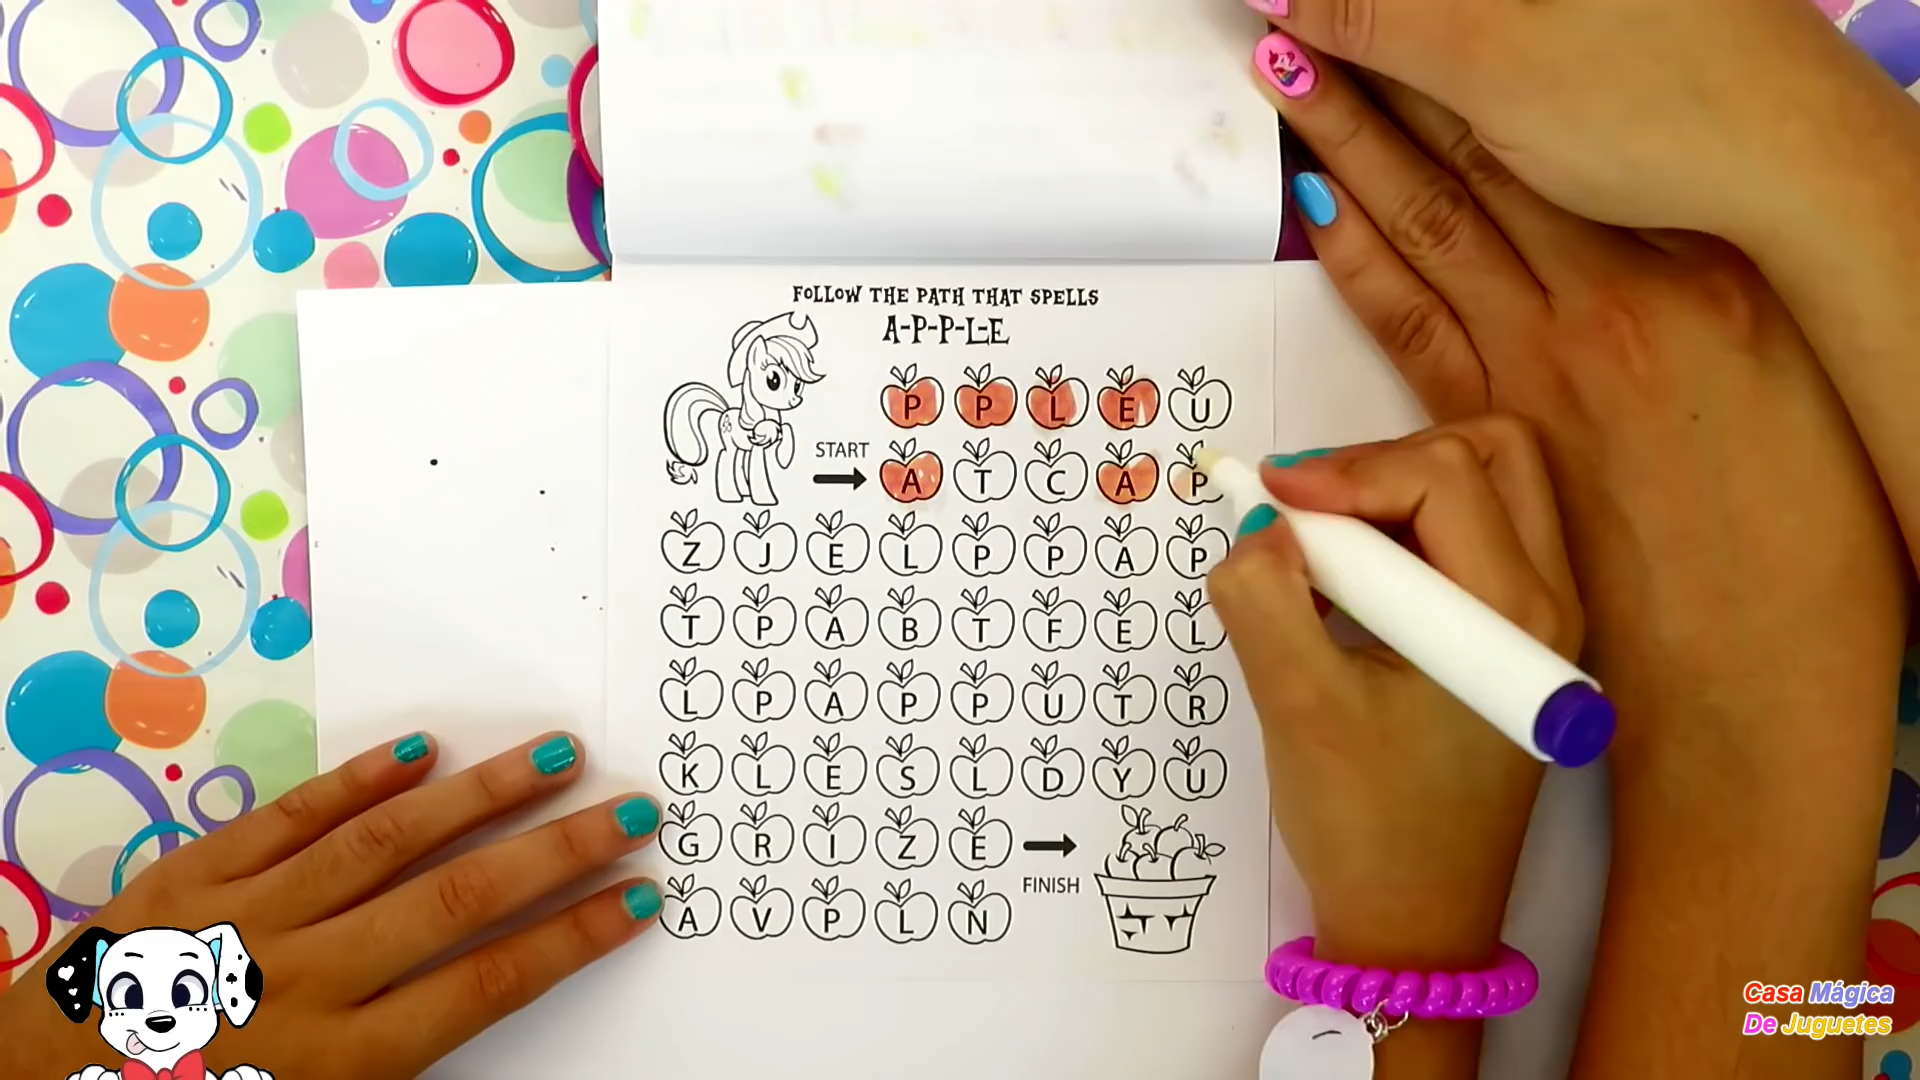 FOLLOW THE PATH THAT SPELLS
A-P-P-L-E
P P L E U
START
A T C A P
Z J E L P P A P
T P A B T F E L
L P A P P U T R
K L E S L D Y U
G R I Z E
FINISH
A V P L N
Casa Mágica
De Juguetes